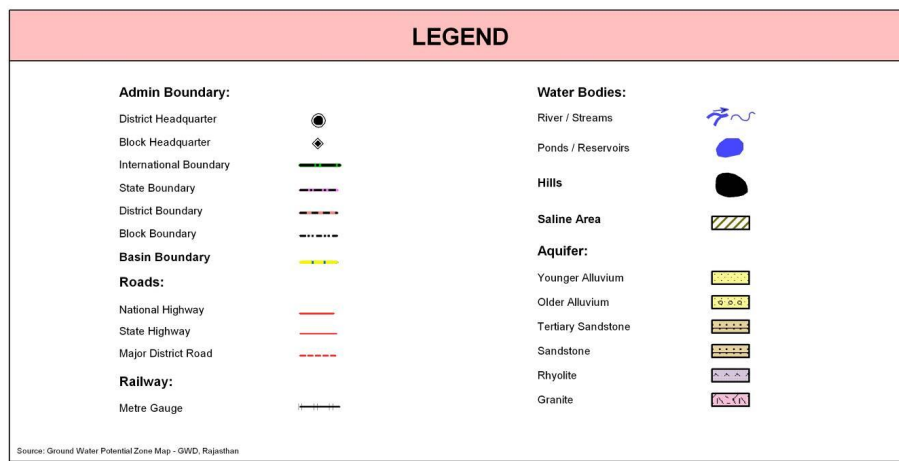 LEGEND
Admin Boundary:
District Headquarter
Block Headquarter
International Boundary
State Boundary
District Boundary
Block Boundary
Basin Boundary
Roads:
National Highway
State Highway
Major District Road
Railway:
Metre Gauge
Water Bodies:
River / Streams
Ponds / Reservoirs
Hills
Saline Area
Aquifer:
Younger Alluvium
Older Alluvium
Tertiary Sandstone
Sandstone
Rhyolite
Granite
Source: Ground Water Potential Zone Map - GWD, Rajasthan